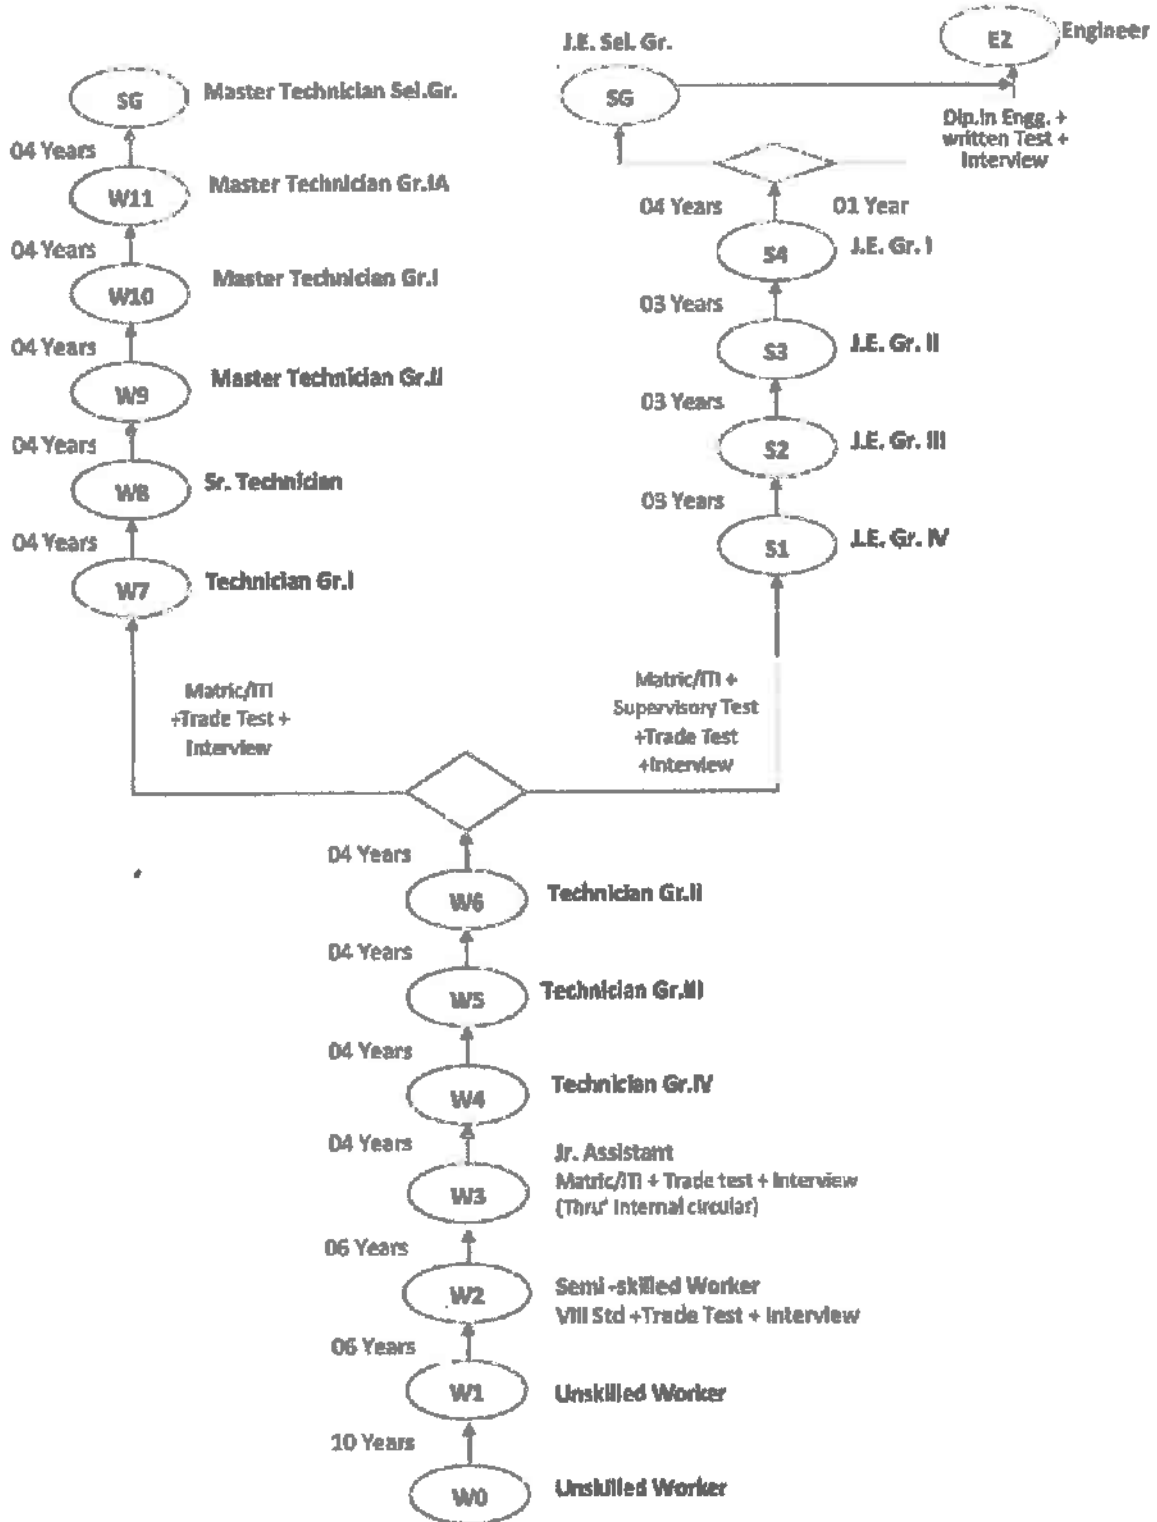 J.E. Sel. Gr.
E2 Engineer
SG Master Technician Sel.Gr.
SG
Dip.in Engg. +
written Test +
Interview
04 Years
W11 Master Technician Gr.IA
04 Years 01 Year
S4 J.E. Gr. I
04 Years
W10 Master Technician Gr.I
03 Years
S3 J.E. Gr. II
04 Years
W9 Master Technician Gr.II
03 Years
S2 J.E. Gr. III
04 Years
W8 Sr. Technician
03 Years
S1 J.E. Gr. IV
04 Years
W7 Technician Gr.I
Matric/ITI
+Trade Test +
Interview
Matric/ITI +
Supervisory Test
+Trade Test
+Interview
04 Years
W6 Technician Gr.II
04 Years
W5 Technician Gr.III
04 Years
W4 Technician Gr.IV
04 Years
W3 Jr. Assistant
Matric/ITI + Trade test + Interview
(Thru' Internal circular)
06 Years
W2 Semi-skilled Worker
VIII Std +Trade Test + Interview
06 Years
W1 Unskilled Worker
10 Years
W0 Unskilled Worker